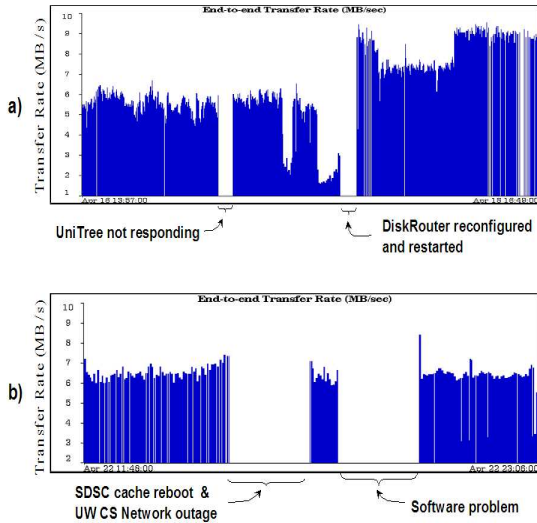 End-to-end Transfer Rate (MB/sec)
a)
Transfer Rate (MB/s)
10
9
8
7
6
5
4
3
2
1
Apr 18 13:57:00
Apr 18 16:49:00
UniTree not responding
DiskRouter reconfigured
and restarted
End-to-end Transfer Rate (MB/sec)
b)
Transfer Rate (MB/s)
10
9
8
7
6
5
4
3
2
Apr 22 11:48:00
Apr 22 23:06:00
SDSC cache reboot &
UW CS Network outage
Software problem